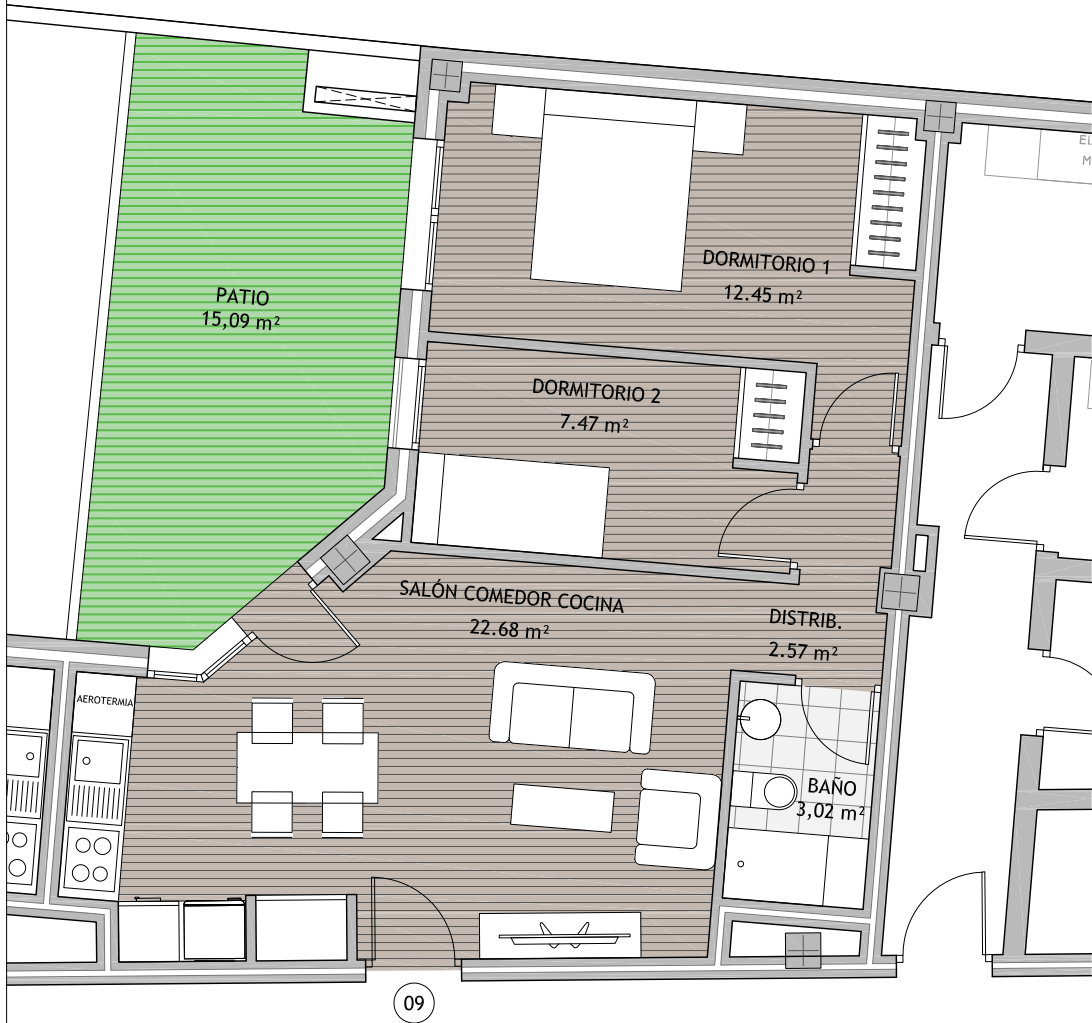 EL
M
DORMITORIO 1
12.45 m²
PATIO
15,09 m²
DORMITORIO 2
7.47 m²
SALÓN COMEDOR COCINA
22.68 m²
DISTRIB.
2.57 m²
AEROTERMIA
BAÑO
3,02 m²
09